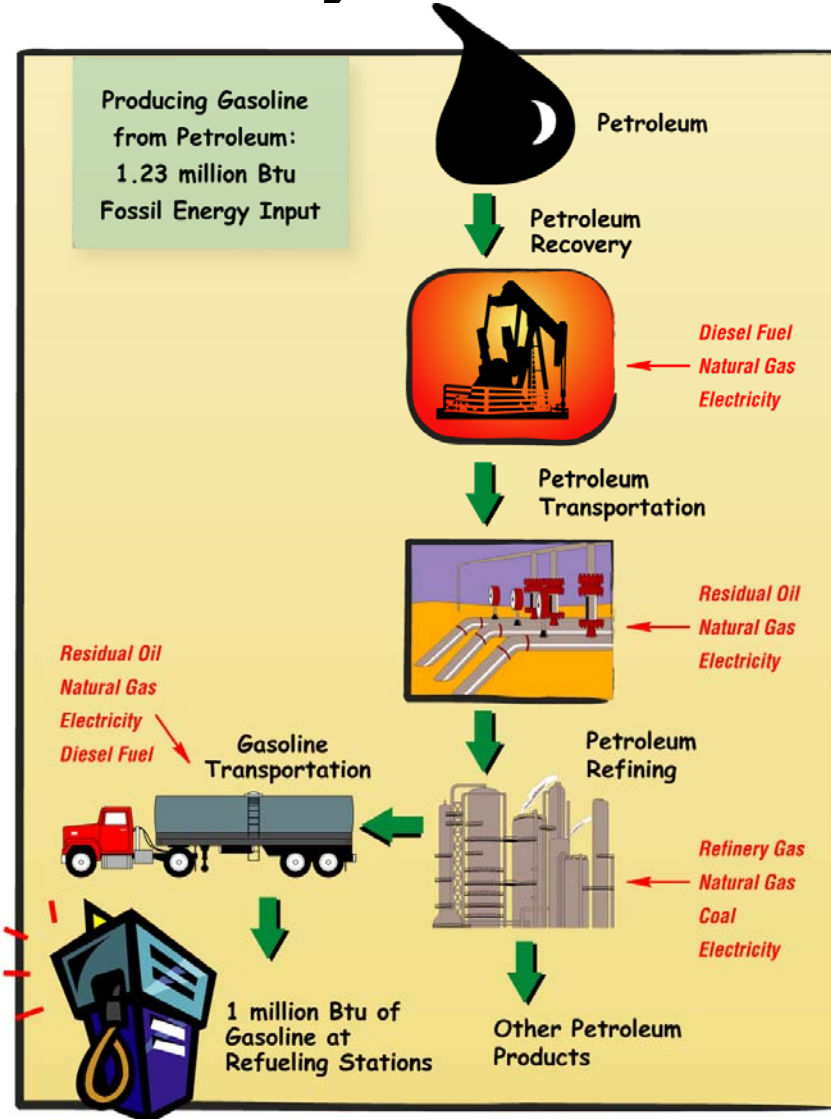 Producing Gasoline
from Petroleum:
1.23 million Btu
Fossil Energy Input
Petroleum
Petroleum
Recovery
Diesel Fuel
Natural Gas
Electricity
Petroleum
Transportation
Residual Oil
Natural Gas
Electricity
Petroleum
Refining
Refinery Gas
Natural Gas
Coal
Electricity
Residual Oil
Natural Gas
Electricity
Diesel Fuel
Gasoline
Transportation
1 million Btu of
Gasoline at
Refueling Stations
Other Petroleum
Products